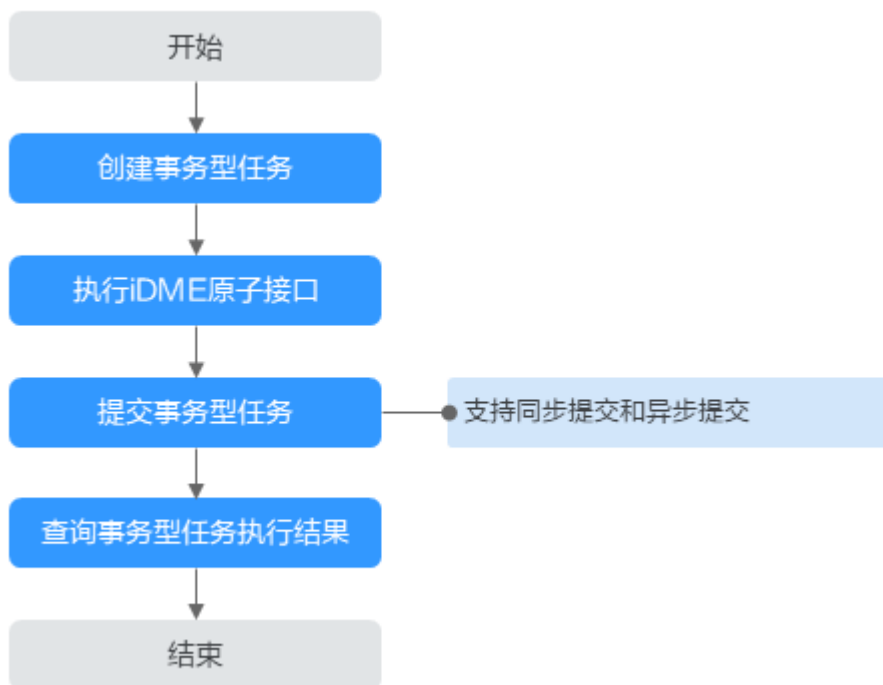 开始
创建事务型任务
执行iDME原子接口
提交事务型任务
支持同步提交和异步提交
查询事务型任务执行结果
结束